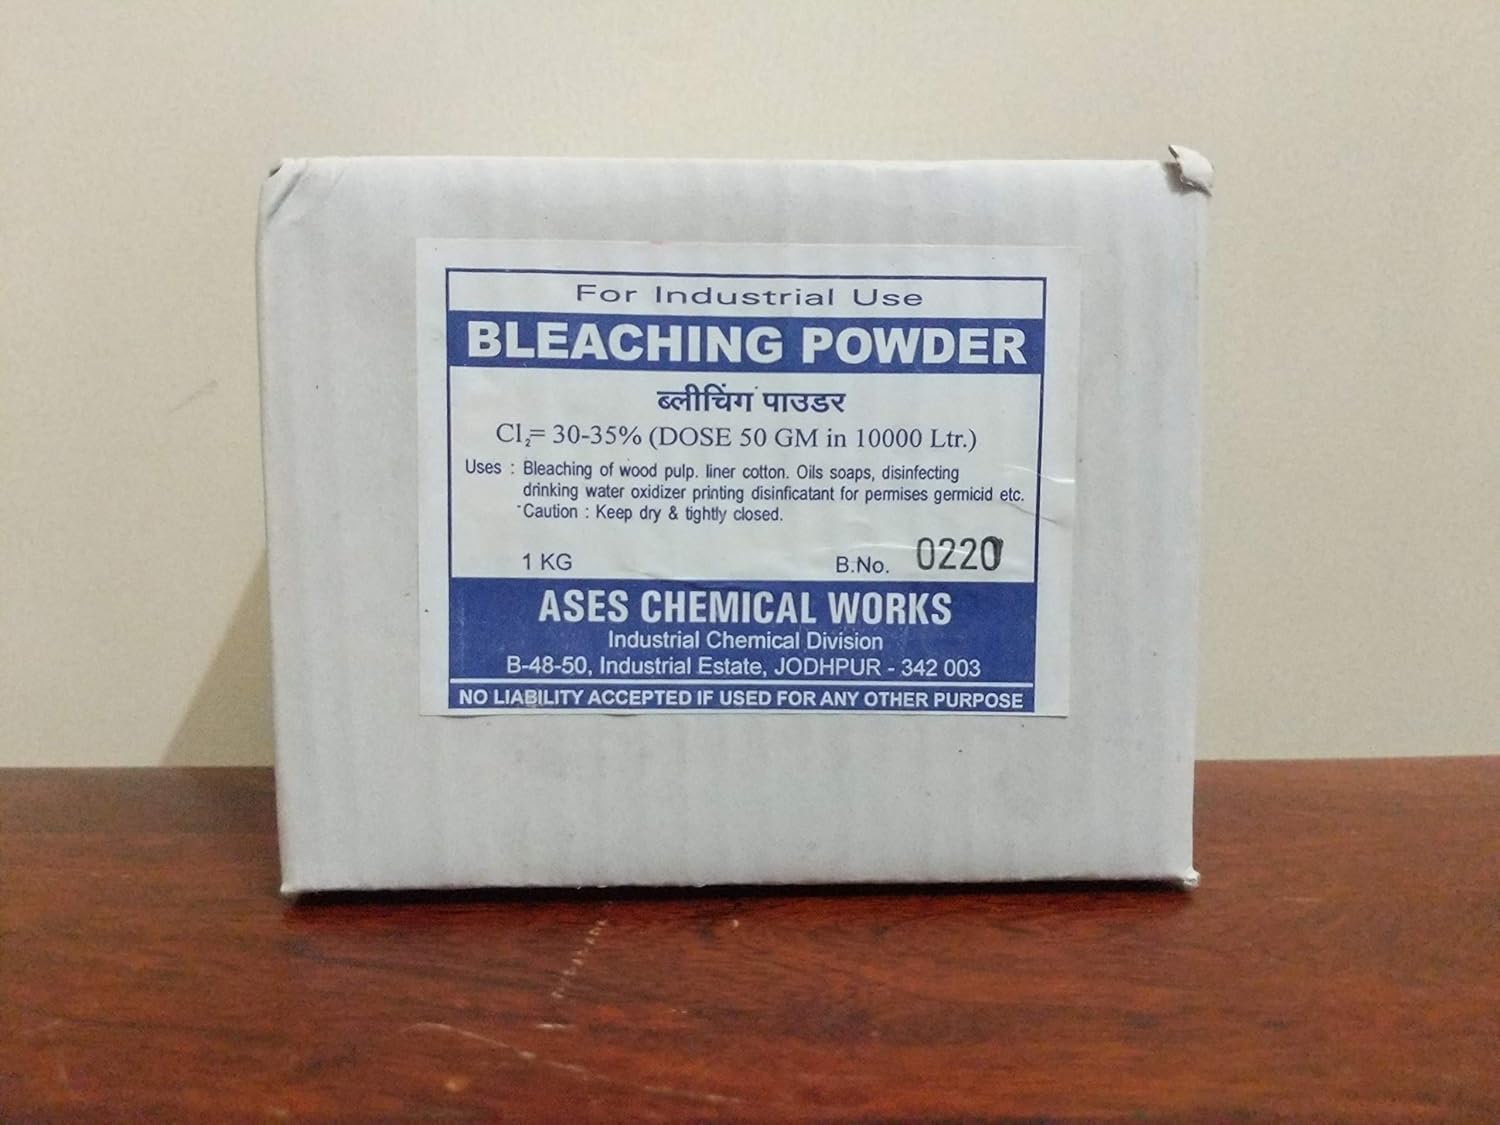 For Industrial Use
BLEACHING POWDER
ब्लीचिंग पाउडर
Cl₂= 30-35% (DOSE 50 GM in 10000 Ltr.)
Uses : Bleaching of wood pulp. liner cotton. Oils soaps, disinfecting
drinking water oxidizer printing disinficatant for permises germicid etc.
Caution : Keep dry & tightly closed.
1 KG B.No. 0220
ASES CHEMICAL WORKS
Industrial Chemical Division
B-48-50, Industrial Estate, JODHPUR - 342 003
NO LIABILITY ACCEPTED IF USED FOR ANY OTHER PURPOSE